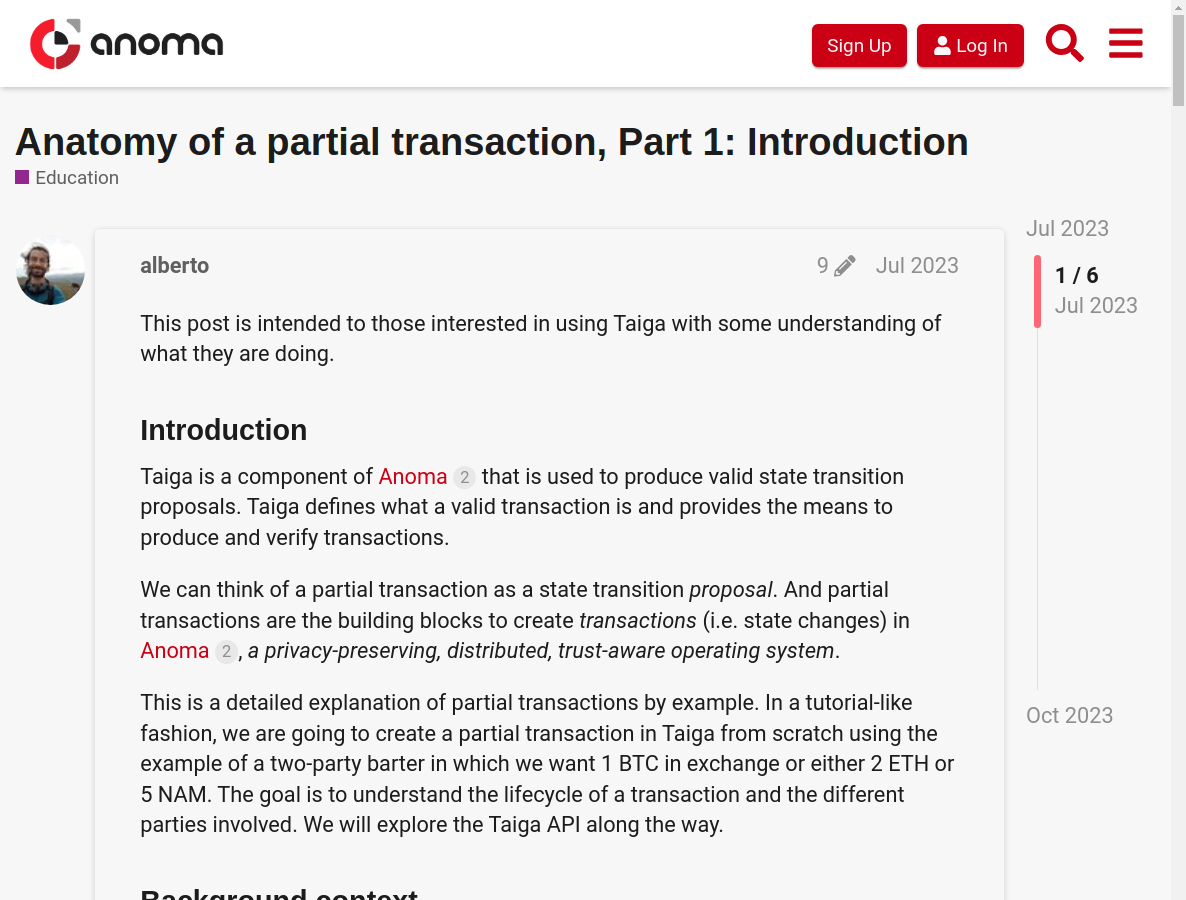 anoma
Sign Up
Log In
Anatomy of a partial transaction, Part 1: Introduction
Education
alberto
9
Jul 2023
This post is intended to those interested in using Taiga with some understanding of
what they are doing.
Introduction
Taiga is a component of Anoma 2 that is used to produce valid state transition
proposals. Taiga defines what a valid transaction is and provides the means to
produce and verify transactions.
We can think of a partial transaction as a state transition proposal. And partial
transactions are the building blocks to create transactions (i.e. state changes) in
Anoma 2, a privacy-preserving, distributed, trust-aware operating system.
This is a detailed explanation of partial transactions by example. In a tutorial-like
fashion, we are going to create a partial transaction in Taiga from scratch using the
example of a two-party barter in which we want 1 BTC in exchange or either 2 ETH or
5 NAM. The goal is to understand the lifecycle of a transaction and the different
parties involved. We will explore the Taiga API along the way.
Background context
Jul 2023
1 / 6
Jul 2023
Oct 2023